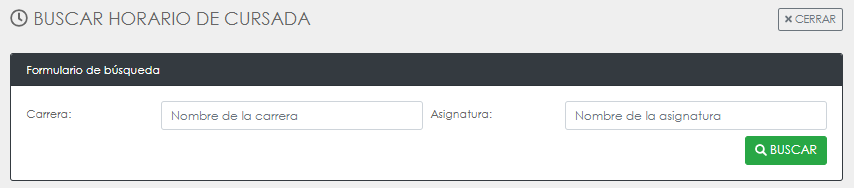 BUSCAR HORARIO DE CURSADA
CERRAR
Formulario de búsqueda
Carrera: Nombre de la carrera Asignatura: Nombre de la asignatura
BUSCAR